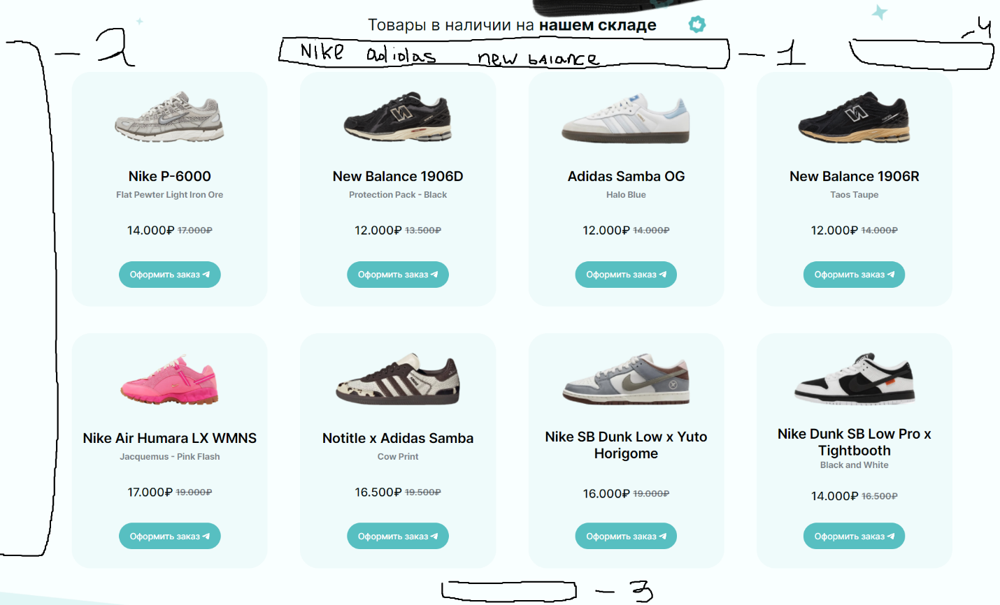 Товары в наличии на нашем складе
4
2
NIKE adidas new balance
1
Nike P-6000
Flat Pewter Light Iron Ore
14.000₽ 17.000₽
Оформить заказ
New Balance 1906D
Protection Pack - Black
12.000₽ 13.500₽
Оформить заказ
Adidas Samba OG
Halo Blue
12.000₽ 14.000₽
Оформить заказ
New Balance 1906R
Taos Taupe
12.000₽ 14.000₽
Оформить заказ
Nike Air Humara LX WMNS
Jacquemus - Pink Flash
17.000₽ 19.000₽
Оформить заказ
Notitle x Adidas Samba
Cow Print
16.500₽ 19.500₽
Оформить заказ
Nike SB Dunk Low x Yuto
Horigome
16.000₽ 19.000₽
Оформить заказ
Nike Dunk SB Low Pro x
Tightbooth
Black and White
14.000₽ 16.500₽
Оформить заказ
3